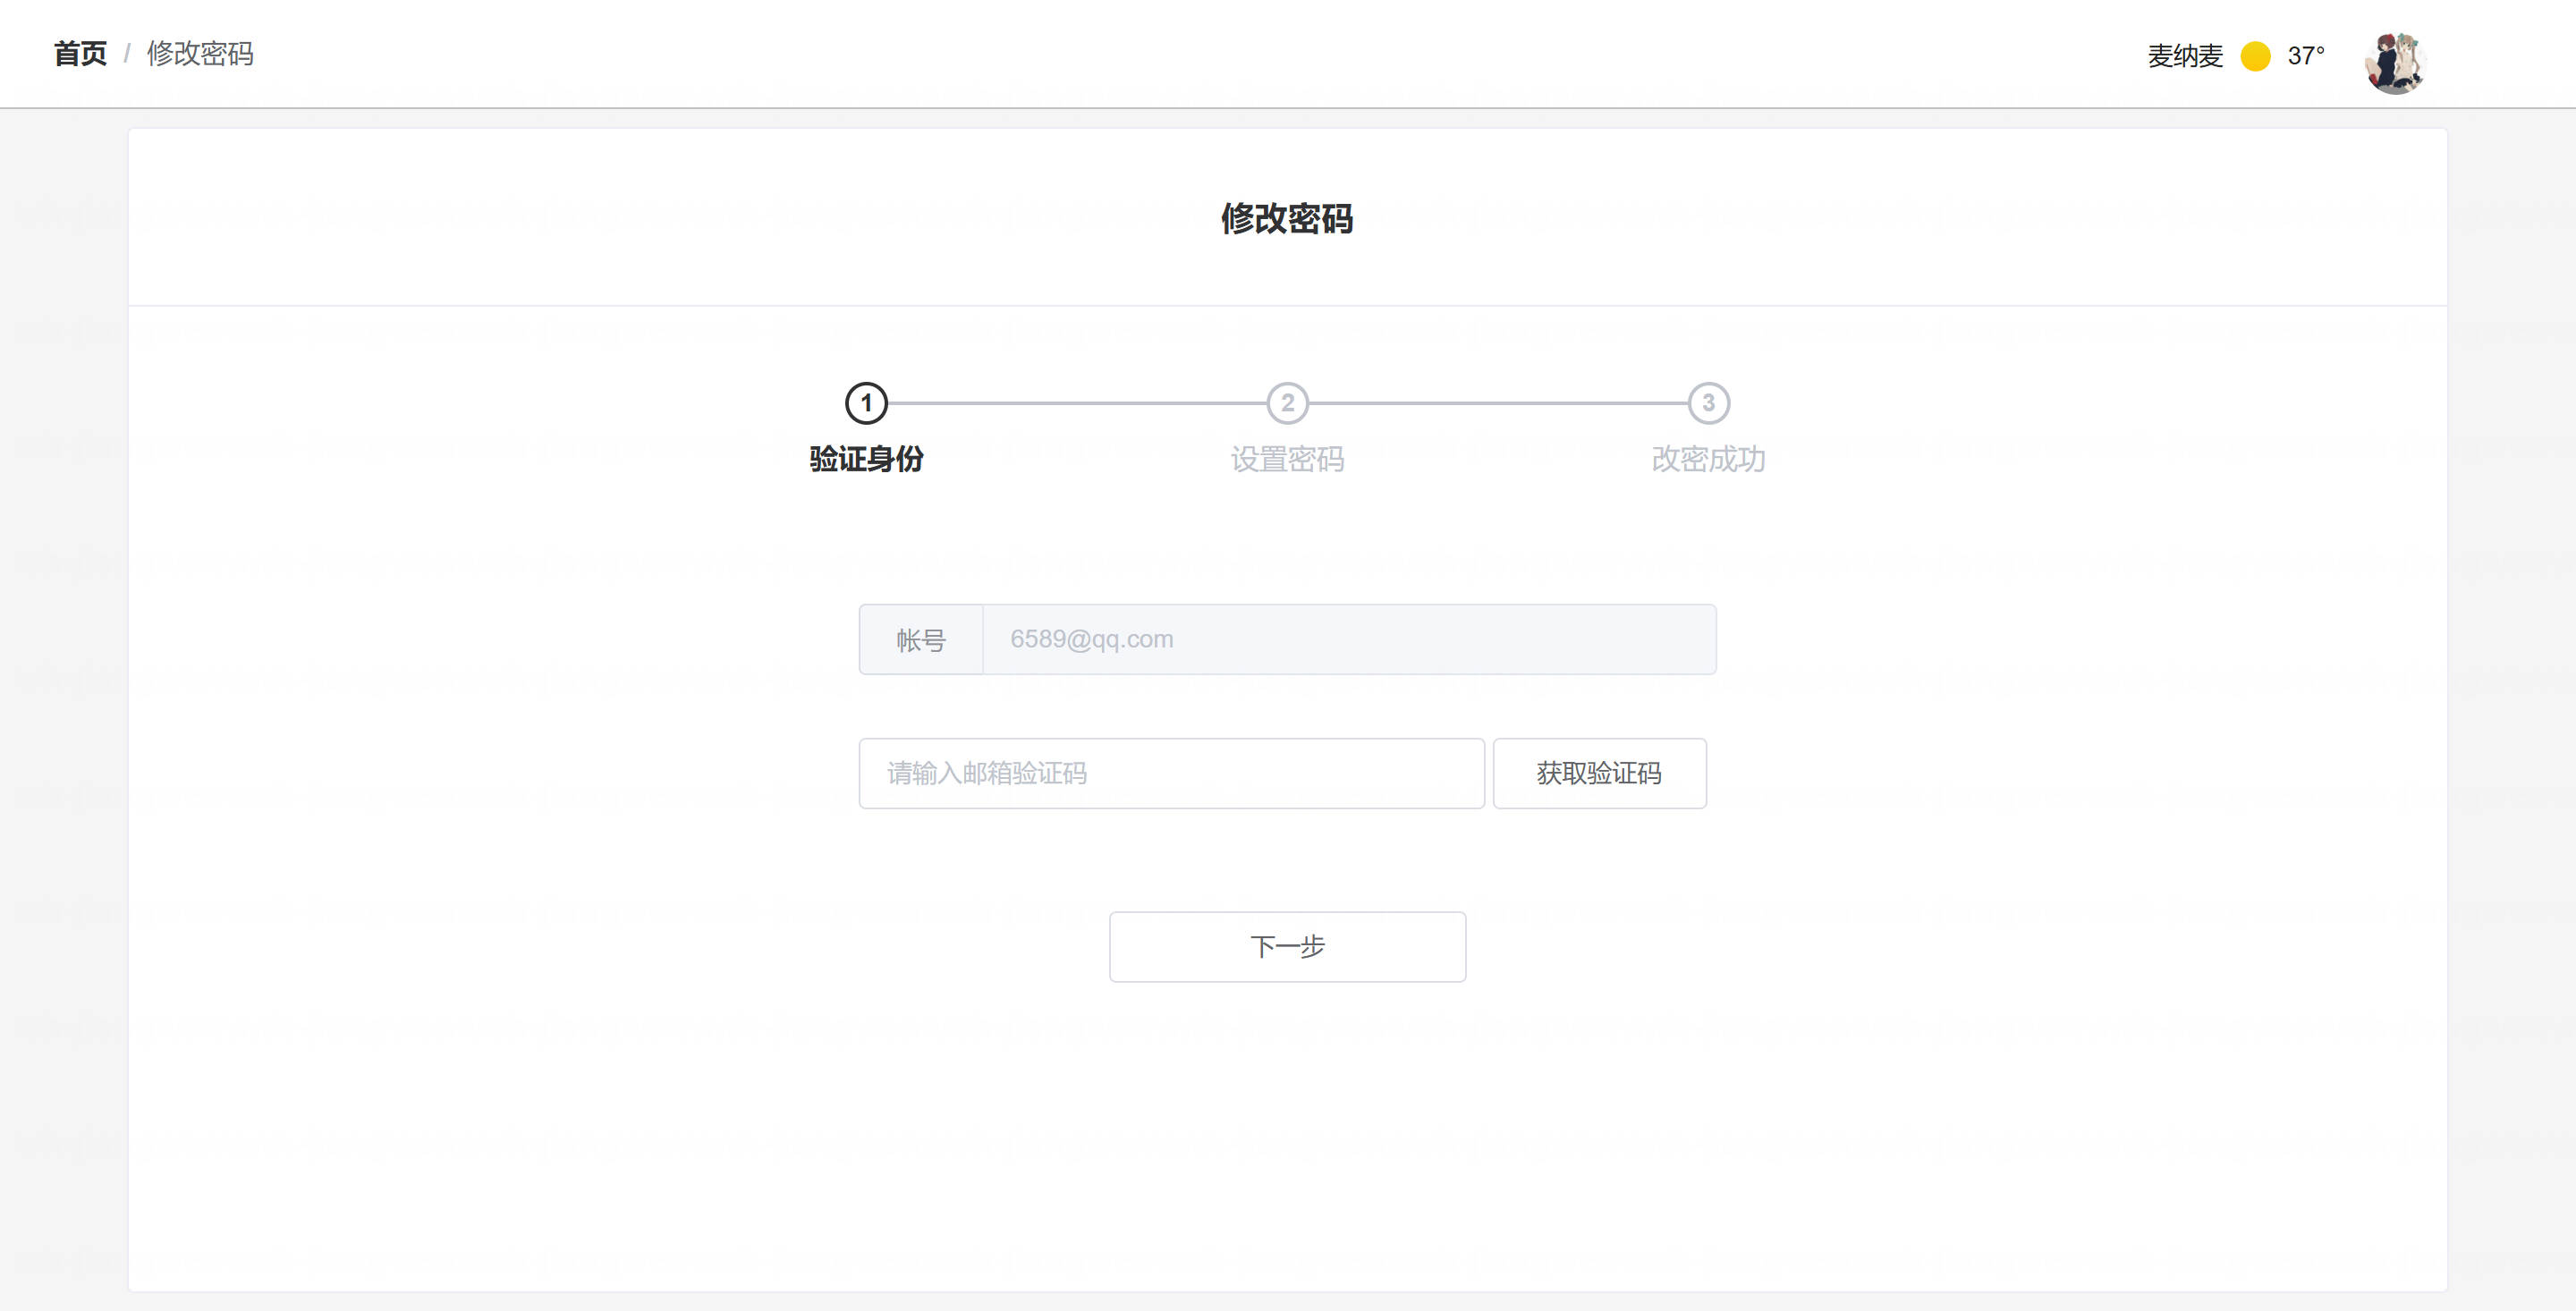 首页 / 修改密码
麦纳麦 37°
修改密码
1 2 3
验证身份 设置密码 改密成功
帐号 6589@qq.com
请输入邮箱验证码 获取验证码
下一步